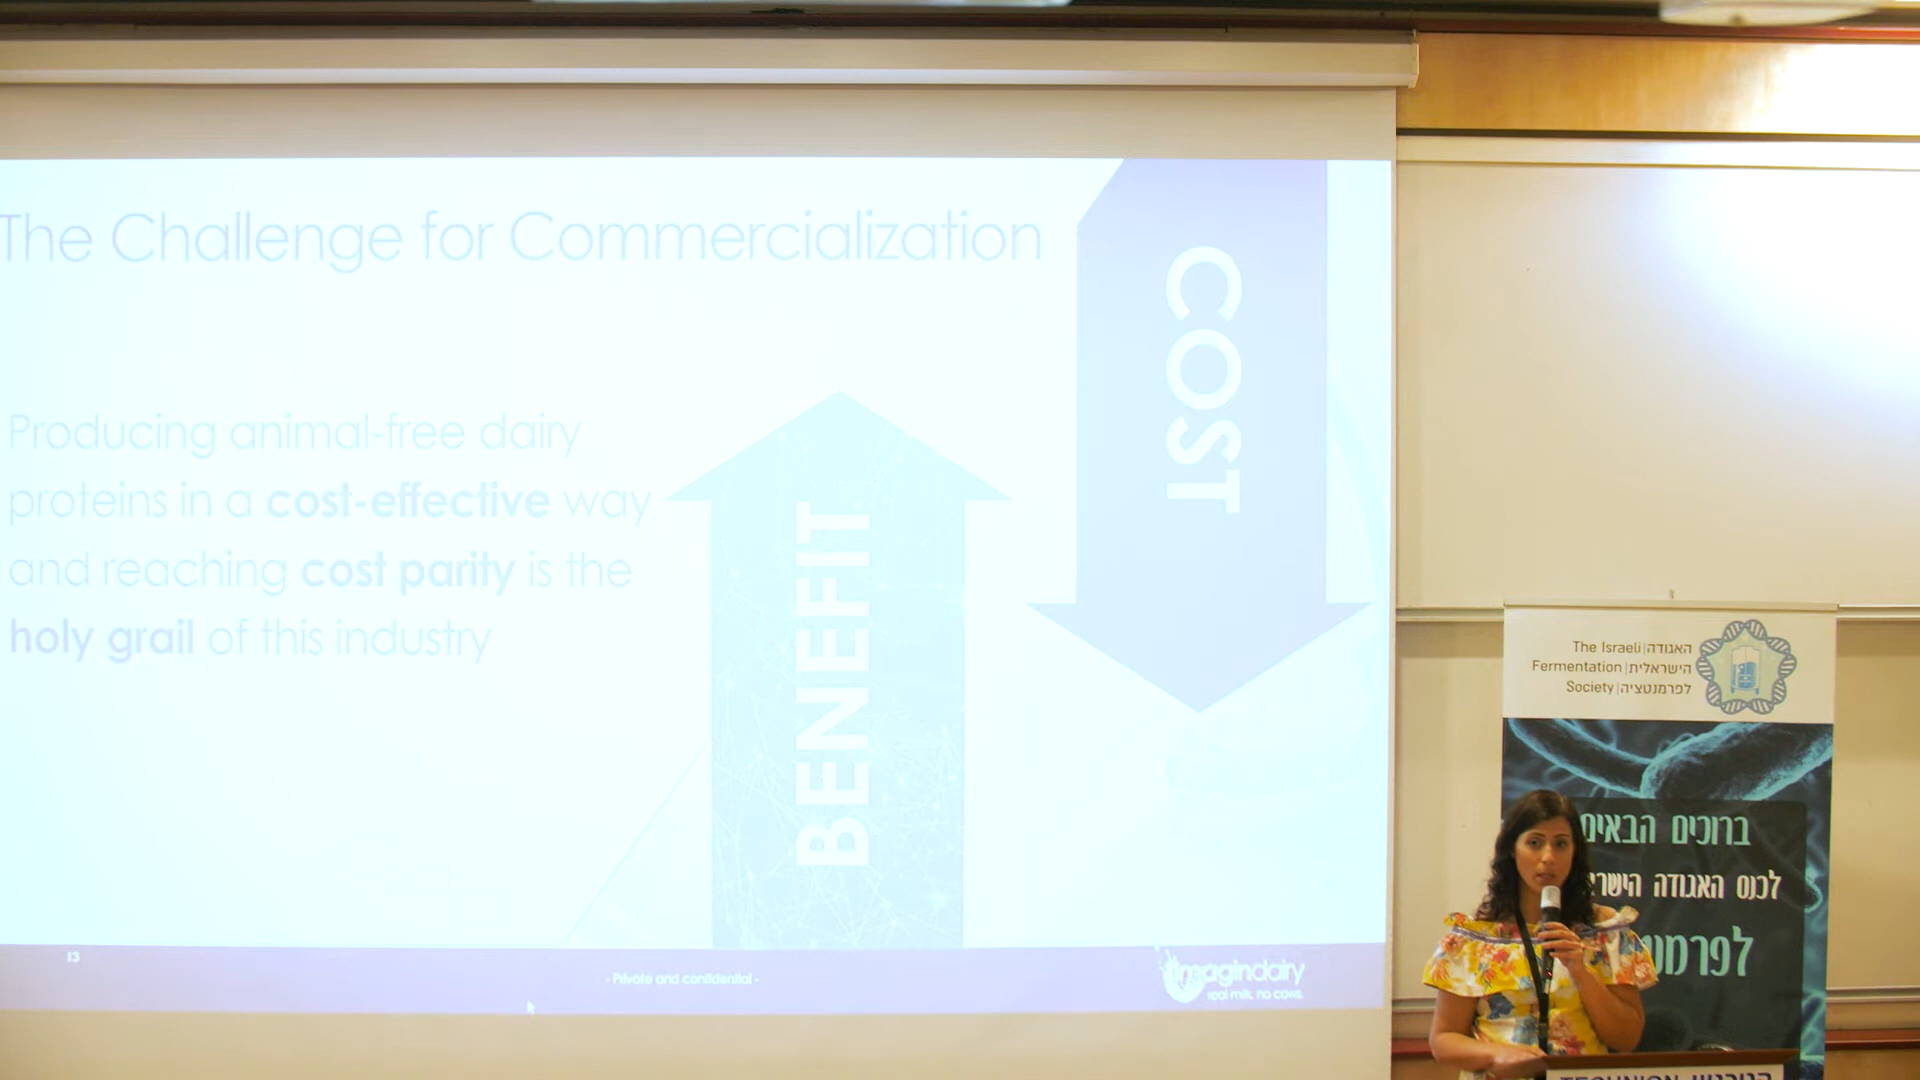 The Challenge for Commercialization
Producing animal-free dairy
proteins in a cost-effective way
and reaching cost parity is the
holy grail of this industry
BENEFIT
COST
13
- Private and confidential -
imagindairy
real milk. no cows.
The Israeli|האגודה
Fermentation|הישראלית
Society|לפרמנטציה
ברוכים הבאים
לכנס האגודה
TECHNION הטכניון